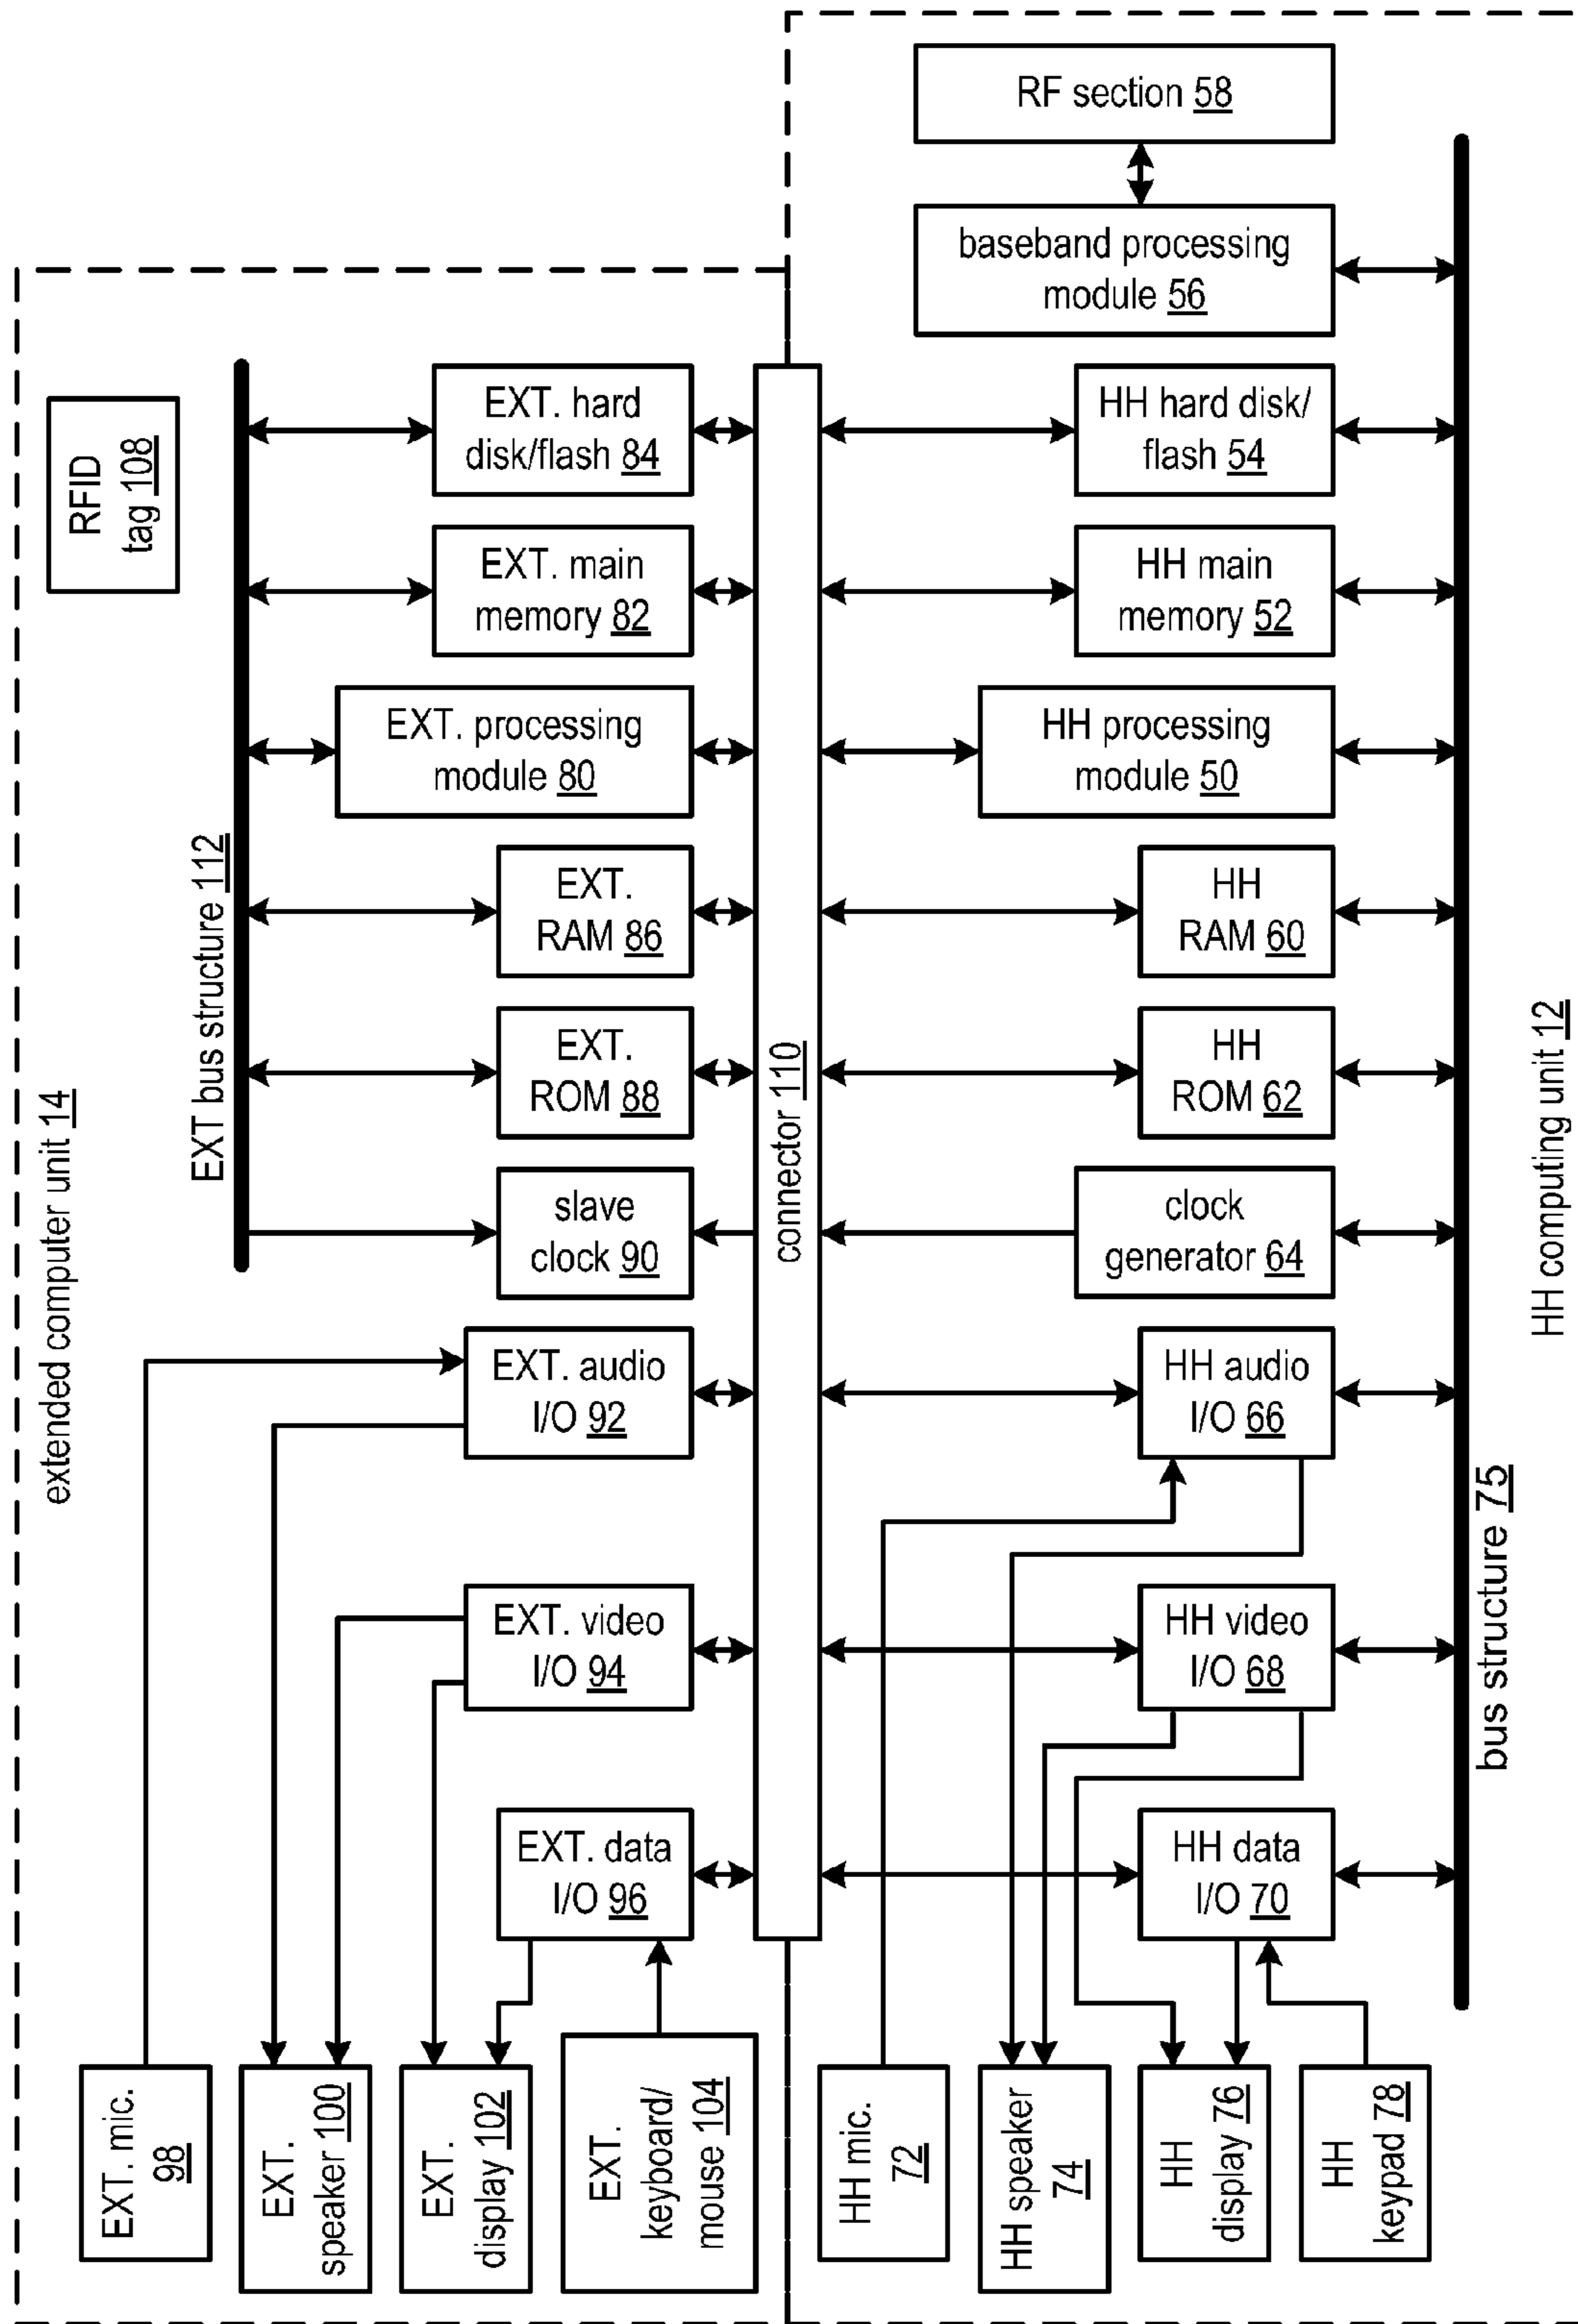 RF section 58
baseband processing
module 56
RFID
tag 108
EXT. hard
disk/flash 84
HH hard disk/
flash 54
EXT. main
memory 82
HH main
memory 52
EXT. processing
module 80
HH processing
module 50
EXT bus structure 112
EXT.
RAM 86
HH
RAM 60
EXT.
ROM 88
HH
ROM 62
connector 110
extended computer unit 14
HH computing unit 12
slave
clock 90
clock
generator 64
EXT. audio
I/O 92
HH audio
I/O 66
EXT. video
I/O 94
HH video
I/O 68
bus structure 75
EXT. data
I/O 96
HH data
I/O 70
EXT. mic.
98
EXT.
speaker 100
EXT.
display 102
EXT.
keyboard/
mouse 104
HH mic.
72
HH speaker
74
HH
display 76
HH
keypad 78